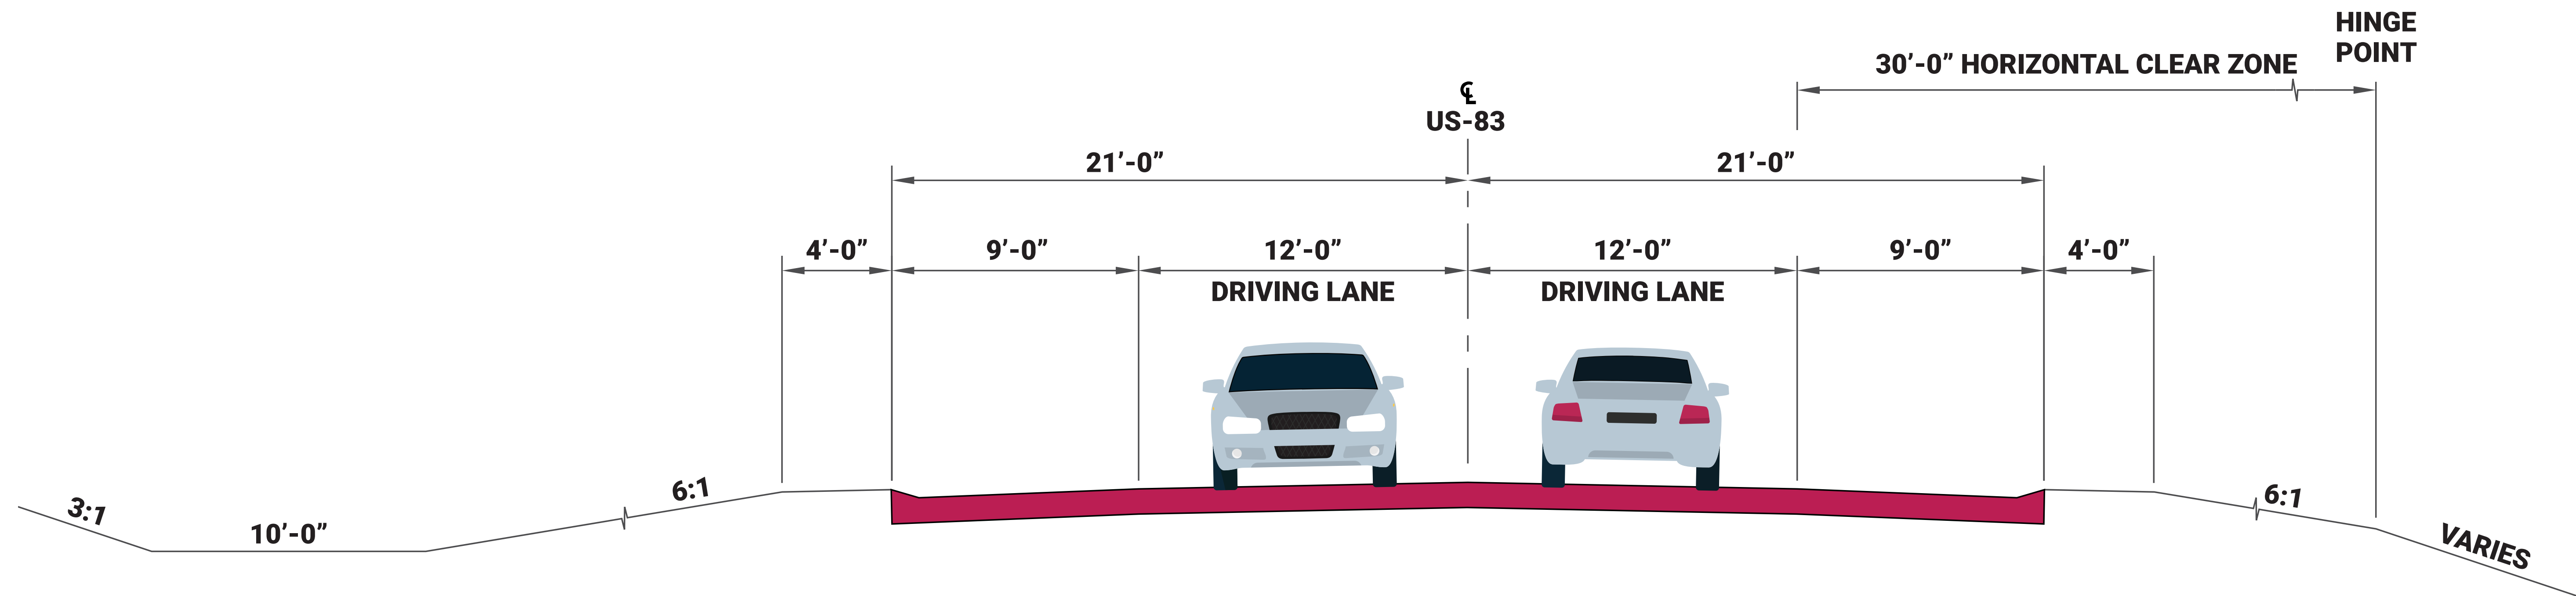 HINGE
POINT
30’-0” HORIZONTAL CLEAR ZONE
℄
US-83
21’-0” 21’-0”
4’-0” 9’-0” 12’-0” 12’-0” 9’-0” 4’-0”
DRIVING LANE DRIVING LANE
3:1 10’-0” 6:1 6:1 VARIES